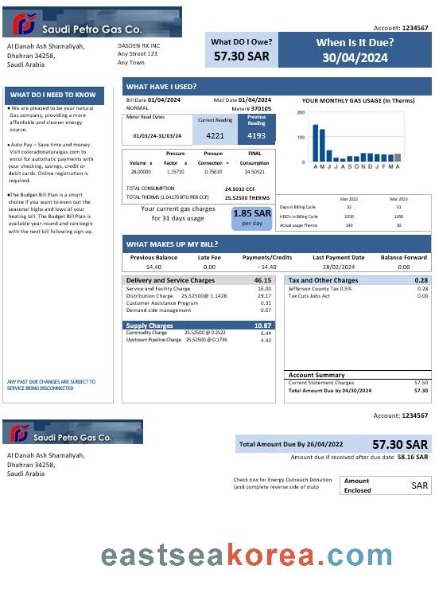 Saudi Petro Gas Co.
Account: 1234567
Al Danah Ash Shamaliyah,
Dhahran 34258,
Saudi Arabia
DASDEN RX INC
Any Street 123
Any Town
What DO I Owe?
57.30 SAR
When Is It Due?
30/04/2024
WHAT DO I NEED TO KNOW
• We are pleased to be your natural
Gas company, providing a more
affordable and cleaner energy
source.
•Auto Pay – Save time and money.
Visit coloradonaturalgas.com to
enroll for automatic payments with
your checking, savings, credit or
debit cards. Online registration is
required.
•The Budget Bill Plan is a smart
choice if you want to even out the
seasonal highs and lows of your
heating bill. The Budget Bill Plan is
available year-round and can begin
with the next bill following sign-up.
ANY PAST DUE CHANGES ARE SUBJECT TO
SERVICE BEING DISCONNECTED
WHAT HAVE I USED?
Bill Date 01/04/2024 Mail Date 01/04/2024
NORMAL Meter# 370105
Meter Read Dates
Current Reading
Previous
Reading
01/01/24-31/03/24
4221
4193
Pressure Pressure FINAL
Volume x Factor x Connection = Consumption
28.00000 1.15710 0.75610
TOTAL CONSUMPTION 24.5032 CCF
TOTAL THERMS 25.52500 THERMS
Your current gas charges
for 31 days usage
1.85 SAR
per day
YOUR MONTHLY GAS USAGE (In Therms)
200
100
0
A M J J A S O N D J F M A
Mar 2022 Mar 2023
Days in Billing Cycle 32 31
HDD's in Billing Cycle
Actual usage Therms
WHAT MAKES UP MY BILL?
Previous Balance Late Fee Payments/Credits Last Payment Date Balance Forward
54.40 0.00 -54.40 28/02/2024 0.00
Delivery and Service Charges 46.15
Service and Facility Charge 16.00
Distribution Charge 25.52500@ 1.1428 29.17
Customer Assistance Program 0.31
Demand side management 0.67
Supply Charges 10.87
Commodity Charge 25.52500 @ 0.2522 6.44
Upstream Pipeline Charge 25.52500 @ 0.1736 4.43
Tax and Other Charges 0.28
Jefferson County Tax 0.5% 0.28
Tax Cuts Jobs Act 0.00
Account Summary
Current Statement Charges 57.50
Total Amount Due by 04/30/2024 57.30
Saudi Petro Gas Co.
Account: 1234567
Al Danah Ash Shamaliyah,
Dhahran 34258,
Saudi Arabia
Total Amount Due By 26/04/2022 57.30 SAR
Amount due if received after due date 58.16 SAR
Check box for Energy Outreach Donation
(and complete reverse side of stub)
Amount
Enclosed
SAR
eastseakorea.com